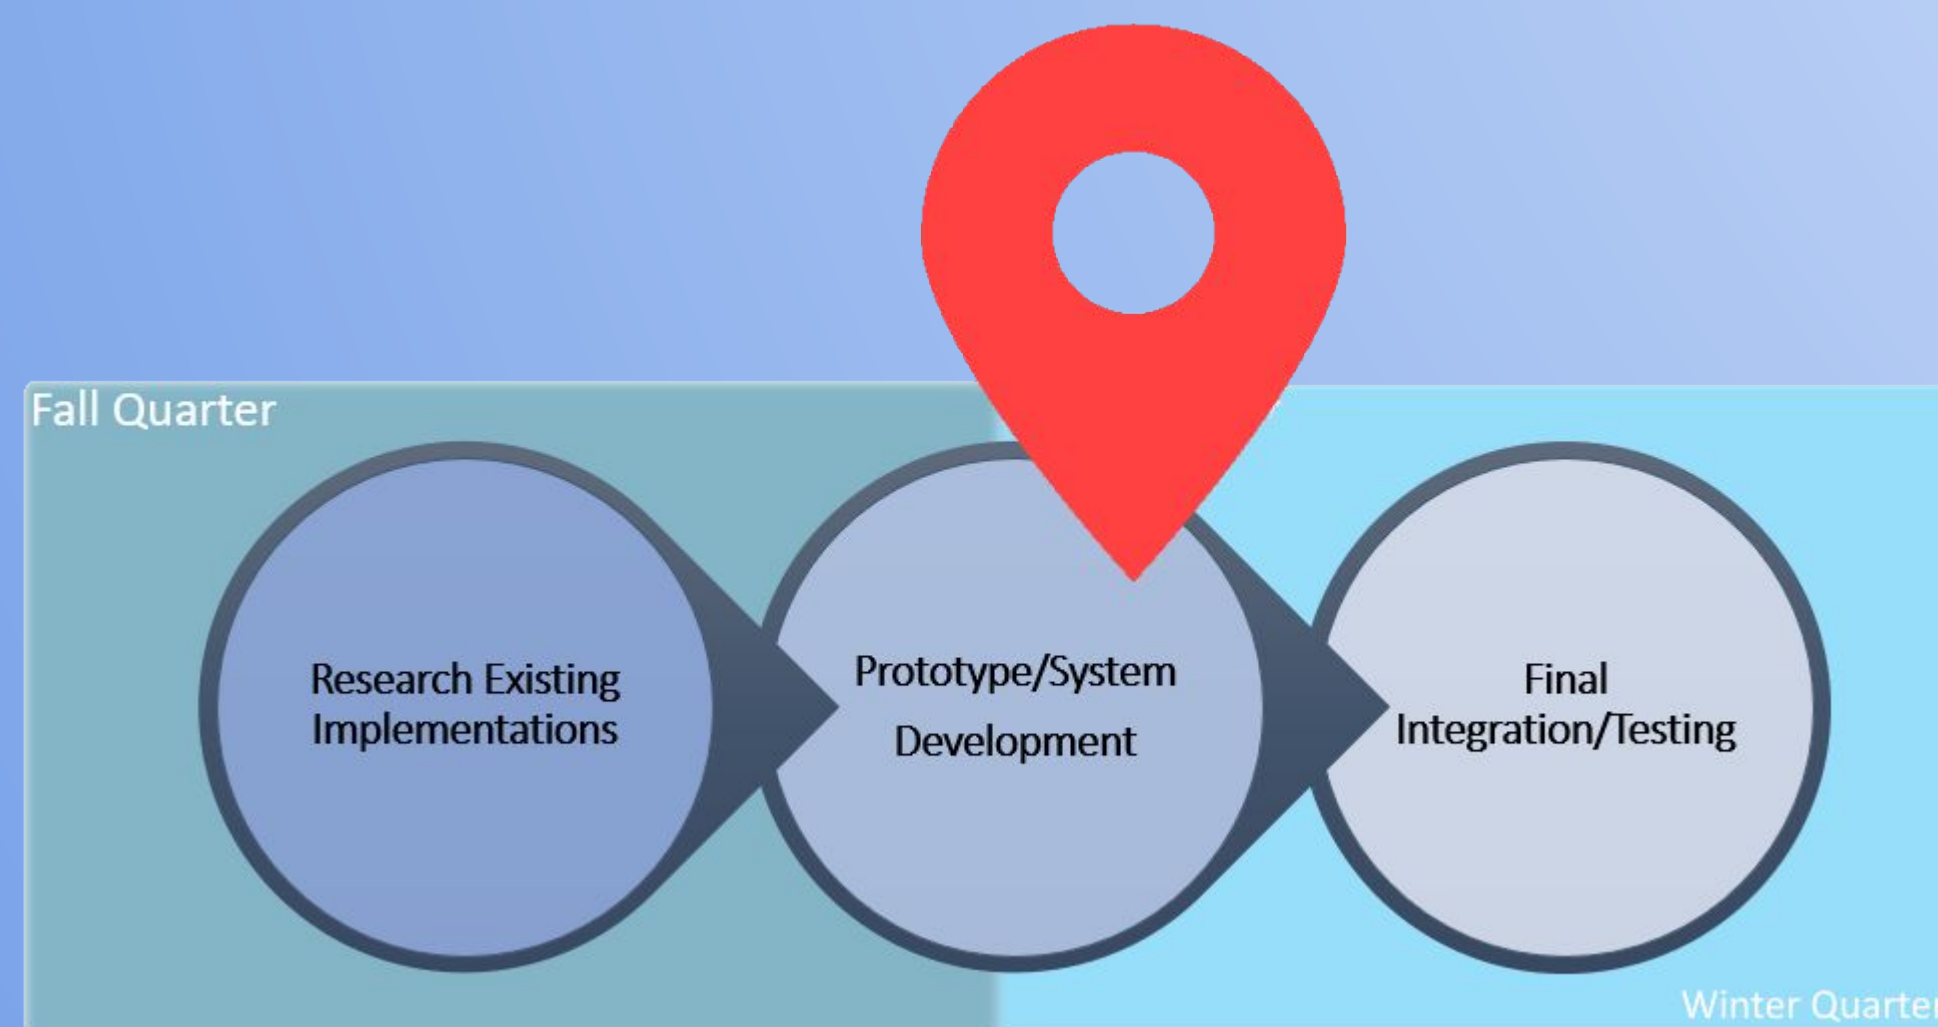 Fall Quarter
Research Existing
Implementations
Prototype/System
Development
Final
Integration/Testing
Winter Quarter